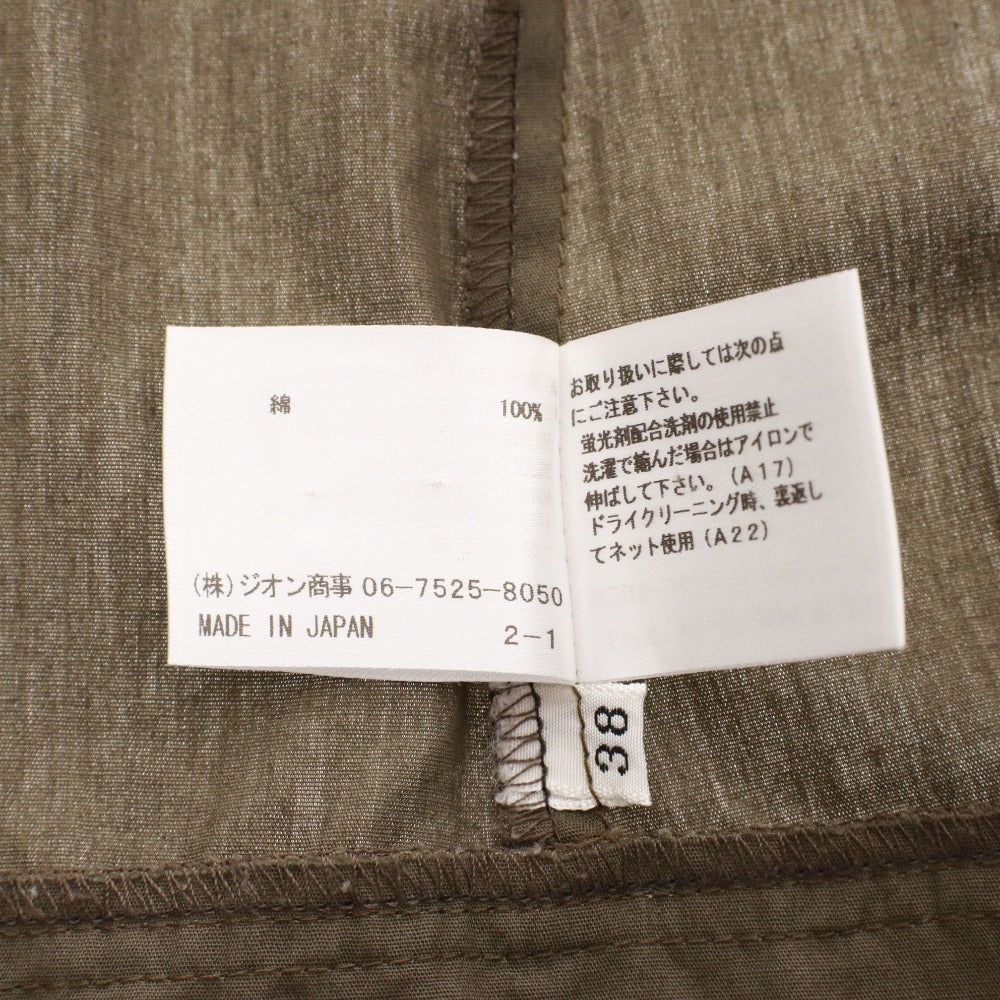 綿 100%
(株)ジオン商事 06-7525-8050
MADE IN JAPAN 2-1
お取り扱いに際しては次の点
にご注意下さい。
蛍光剤配合洗剤の使用禁止
洗濯で縮んだ場合はアイロンで
伸ばして下さい。(A17)
ドライクリーニング時、裏返し
てネット使用(A22)
38